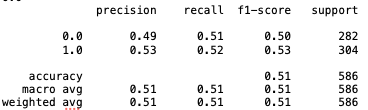 precision recall f1-score support
0.0 0.49 0.51 0.50 282
1.0 0.53 0.52 0.53 304
accuracy 0.51 586
macro avg 0.51 0.51 0.51 586
weighted avg 0.51 0.51 0.51 586